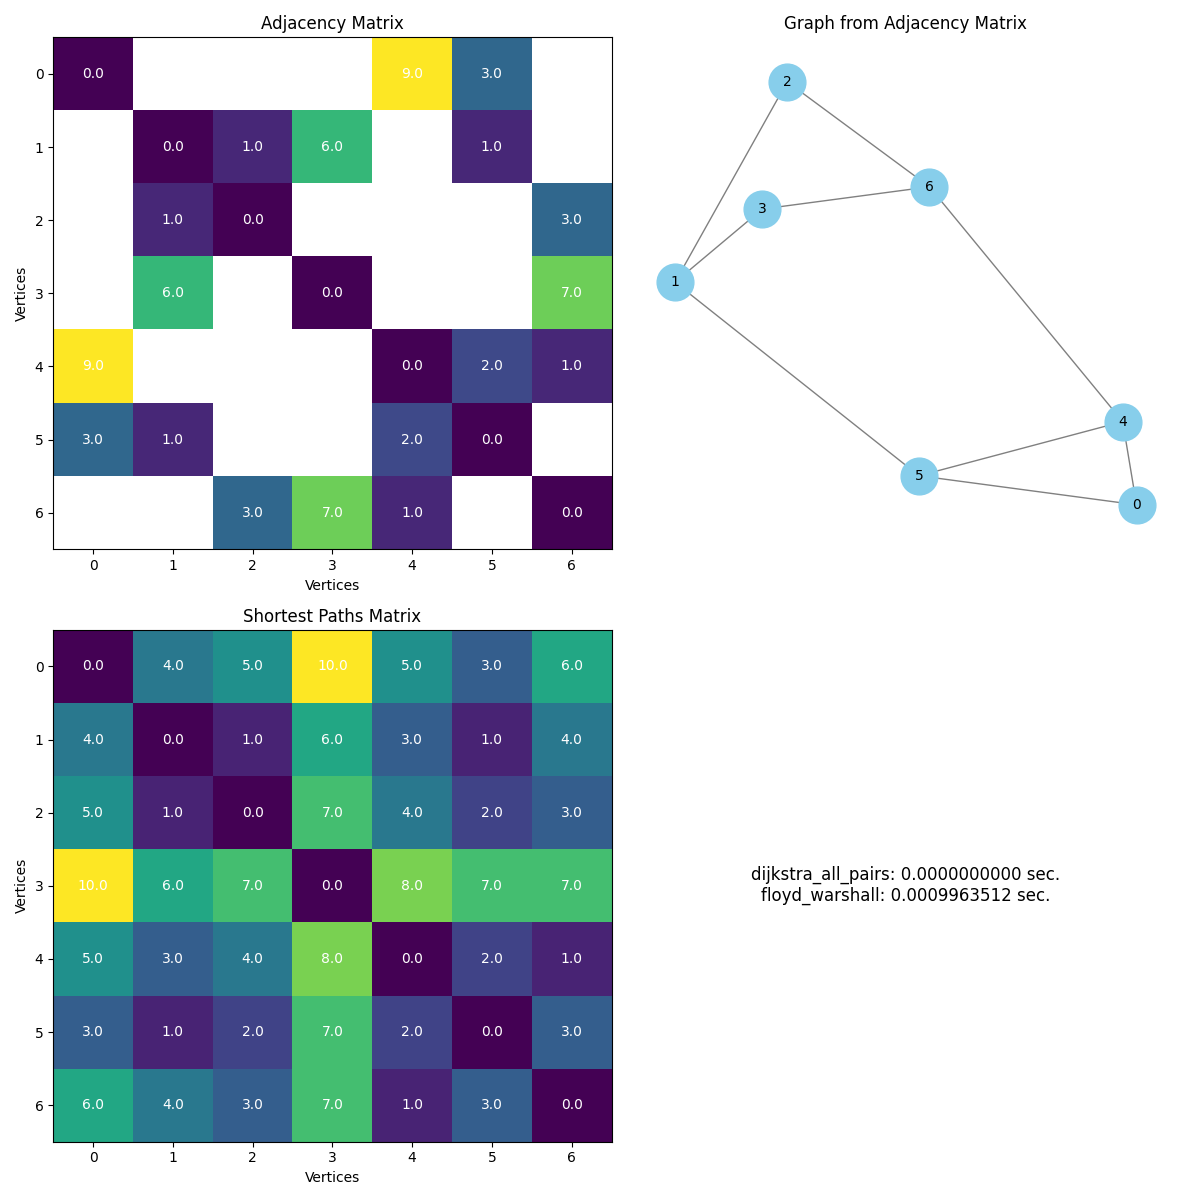 Adjacency Matrix
0 0.0 9.0 3.0
1 0.0 1.0 6.0 1.0
2 1.0 0.0 3.0
3 6.0 0.0 7.0
4 9.0 0.0 2.0 1.0
5 3.0 1.0 2.0 0.0
6 3.0 7.0 1.0 0.0
0 1 2 3 4 5 6
Vertices
Vertices
Graph from Adjacency Matrix
2
6
3
1
4
5
0
Shortest Paths Matrix
0 0.0 4.0 5.0 10.0 5.0 3.0 6.0
1 4.0 0.0 1.0 6.0 3.0 1.0 4.0
2 5.0 1.0 0.0 7.0 4.0 2.0 3.0
3 10.0 6.0 7.0 0.0 8.0 7.0 7.0
4 5.0 3.0 4.0 8.0 0.0 2.0 1.0
5 3.0 1.0 2.0 7.0 2.0 0.0 3.0
6 6.0 4.0 3.0 7.0 1.0 3.0 0.0
0 1 2 3 4 5 6
Vertices
Vertices
dijkstra_all_pairs: 0.0000000000 sec.
floyd_warshall: 0.0009963512 sec.